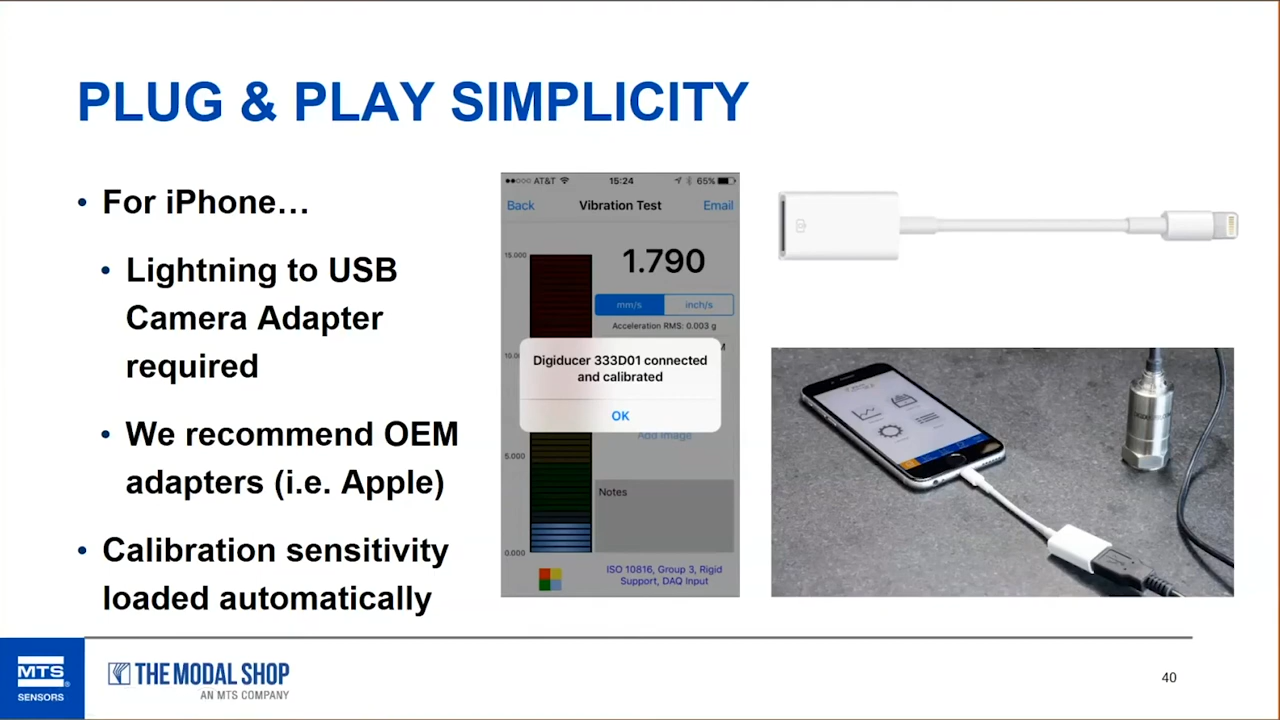 PLUG & PLAY SIMPLICITY
• For iPhone…
• Lightning to USB
Camera Adapter
required
• We recommend OEM
adapters (i.e. Apple)
• Calibration sensitivity
loaded automatically
AT&T 15:24 65%
Back Vibration Test Email
15.000
1.790
mm/s inch/s
Acceleration RMS: 0.003 g
10.00
M
Digiducer 333D01 connected
and calibrated
OK
Add Image
5.000
Notes
0.000
ISO 10816, Group 3, Rigid
Support, DAQ Input
MTS
SENSORS
THE MODAL SHOP
AN MTS COMPANY
40